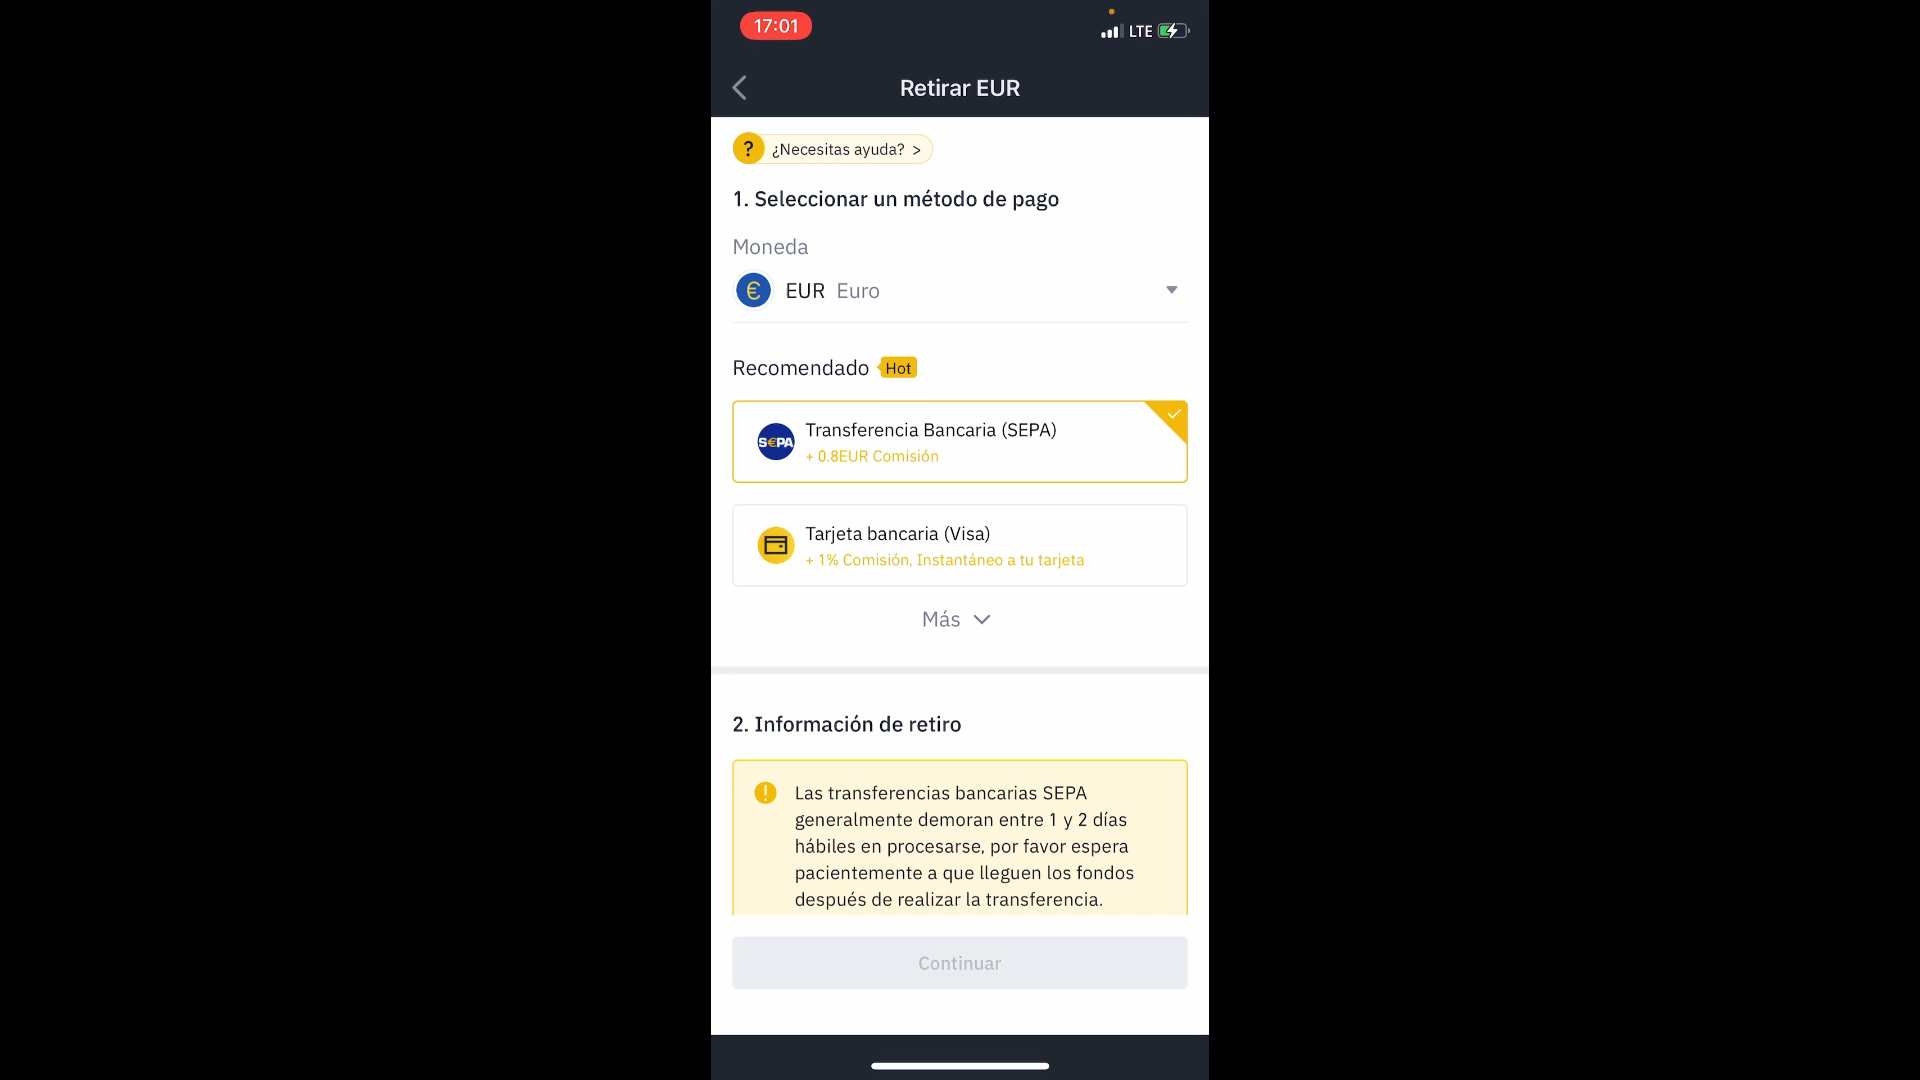 17:01
LTE
Retirar EUR
? ¿Necesitas ayuda? >
1. Seleccionar un método de pago
Moneda
€ EUR Euro
Recomendado Hot
S€PA Transferencia Bancaria (SEPA)
+ 0.8EUR Comisión
Tarjeta bancaria (Visa)
+ 1% Comisión, Instantáneo a tu tarjeta
Más
2. Información de retiro
Las transferencias bancarias SEPA
generalmente demoran entre 1 y 2 días
hábiles en procesarse, por favor espera
pacientemente a que lleguen los fondos
después de realizar la transferencia.
Continuar